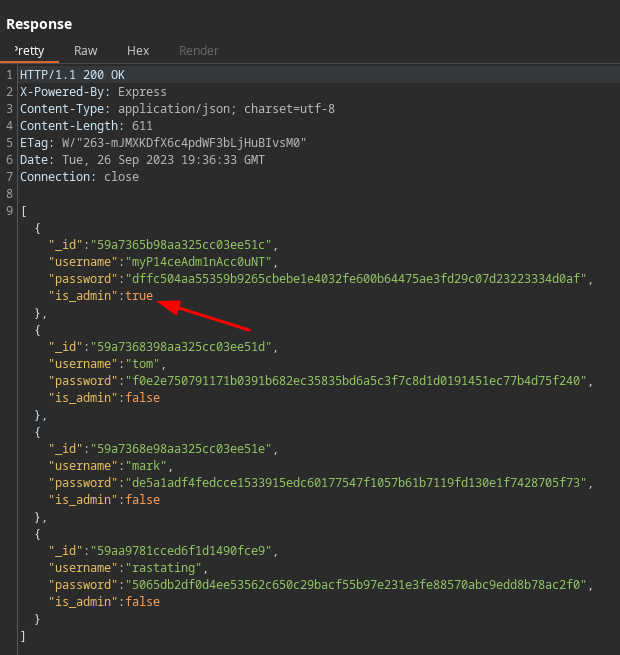 Response
Pretty Raw Hex Render
1 HTTP/1.1 200 OK
2 X-Powered-By: Express
3 Content-Type: application/json; charset=utf-8
4 Content-Length: 611
5 ETag: W/"263-mJMXKDfX6c4pdWF3bLjHuBIvsM0"
6 Date: Tue, 26 Sep 2023 19:36:33 GMT
7 Connection: close
8
9 [
{
"_id":"59a7365b98aa325cc03ee51c",
"username":"myP14ceAdm1nAcc0uNT",
"password":"dffc504aa55359b9265cbebe1e4032fe600b64475ae3fd29c07d23223334d0af",
"is_admin":true
},
{
"_id":"59a7368398aa325cc03ee51d",
"username":"tom",
"password":"f0e2e750791171b0391b682ec35835bd6a5c3f7c8d1d0191451ec77b4d75f240",
"is_admin":false
},
{
"_id":"59a7368e98aa325cc03ee51e",
"username":"mark",
"password":"de5a1adf4fedcce1533915edc60177547f1057b61b7119fd130e1f7428705f73",
"is_admin":false
},
{
"_id":"59aa9781cced6f1d1490fce9",
"username":"rastating",
"password":"5065db2df0d4ee53562c650c29bacf55b97e231e3fe88570abc9edd8b78ac2f0",
"is_admin":false
}
]